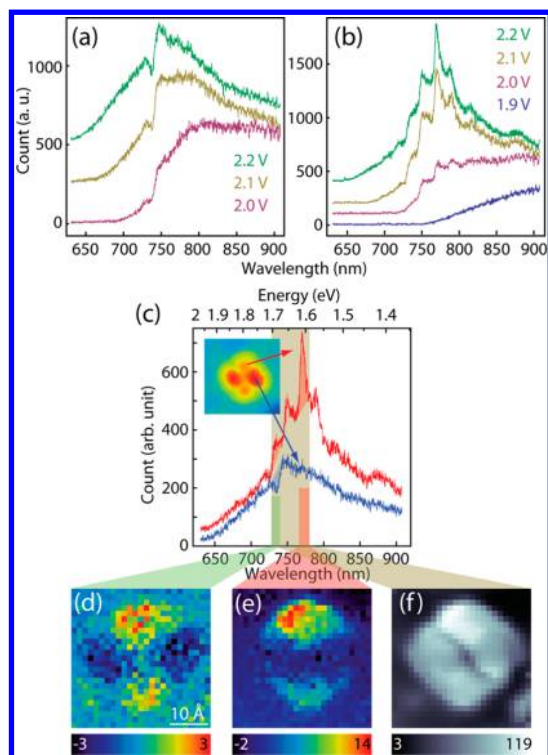 (a)
Count (a. u.)
1000
500
0
2.2 V
2.1 V
2.0 V
650 700 750 800 850 900
Wavelength (nm)
(b)
1500
1000
500
0
2.2 V
2.1 V
2.0 V
1.9 V
650 700 750 800 850 900
Wavelength (nm)
(c)
Energy (eV)
2 1.9 1.8 1.7 1.6 1.5 1.4
Count (arb. unit)
600
400
200
0
650 700 750 800 850 900
Wavelength (nm)
(d)
10 Å
-3 3
(e)
-2 14
(f)
3 119